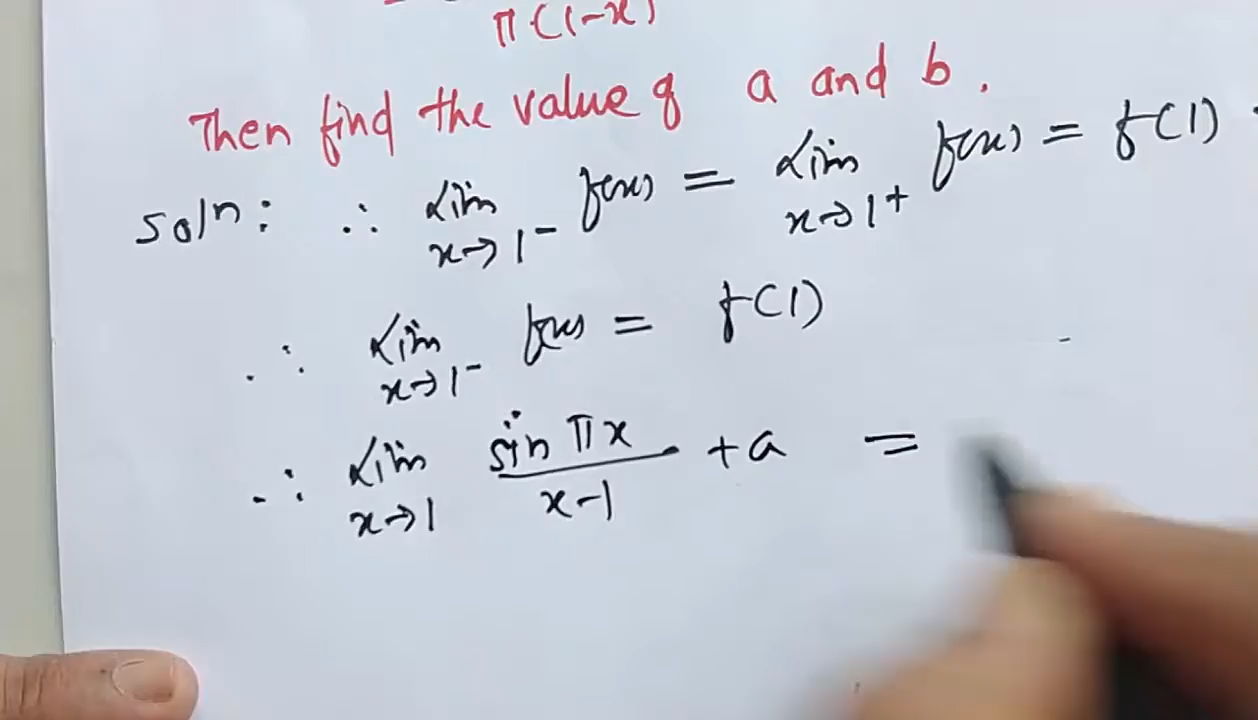 π(1-x)
Then find the value of a and b.
Soln: ∴ Lim x→1⁻ f(x) = Lim x→1⁺ f(x) = f(1)
∴ Lim x→1⁻ f(x) = f(1)
∴ Lim x→1 sin πx / x-1 + a =